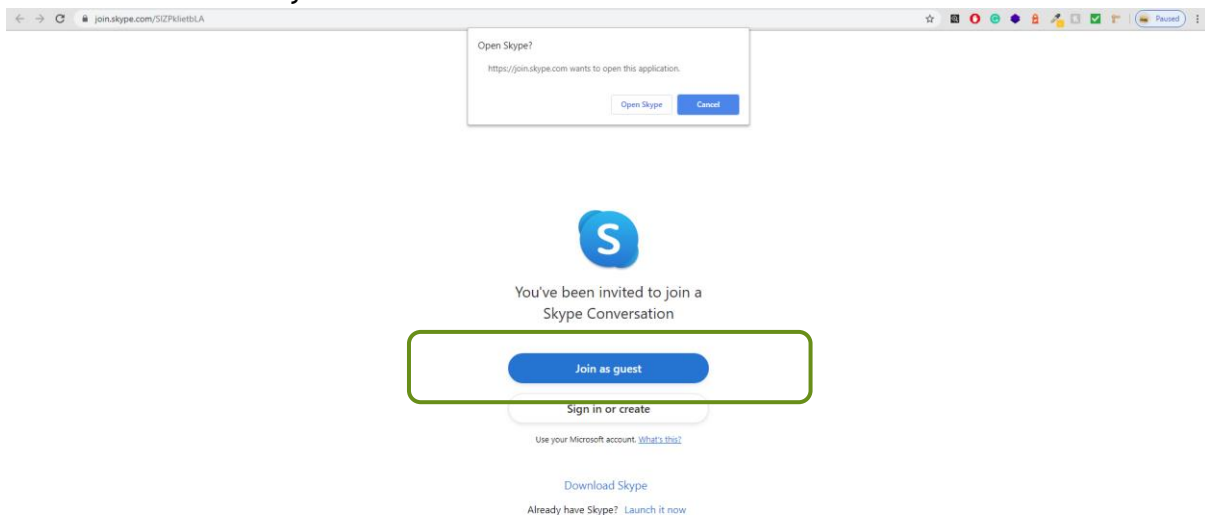 join.skype.com/SIZPklietbLA
Paused
Open Skype?
https://join.skype.com wants to open this application.
Open Skype
Cancel
S
You've been invited to join a
Skype Conversation
Join as guest
Sign in or create
Use your Microsoft account. What's this?
Download Skype
Already have Skype? Launch it now